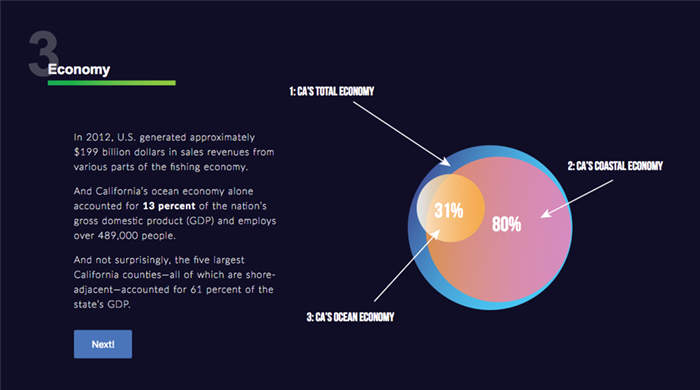 3
Economy
1: CA'S TOTAL ECONOMY
In 2012, U.S. generated approximately
$199 billion dollars in sales revenues from
various parts of the fishing economy.
And California's ocean economy alone
accounted for 13 percent of the nation's
gross domestic product (GDP) and employs
over 489,000 people.
And not surprisingly, the five largest
California counties—all of which are shore-
adjacent—accounted for 61 percent of the
state's GDP.
Next!
2: CA'S COASTAL ECONOMY
31%
80%
3: CA'S OCEAN ECONOMY